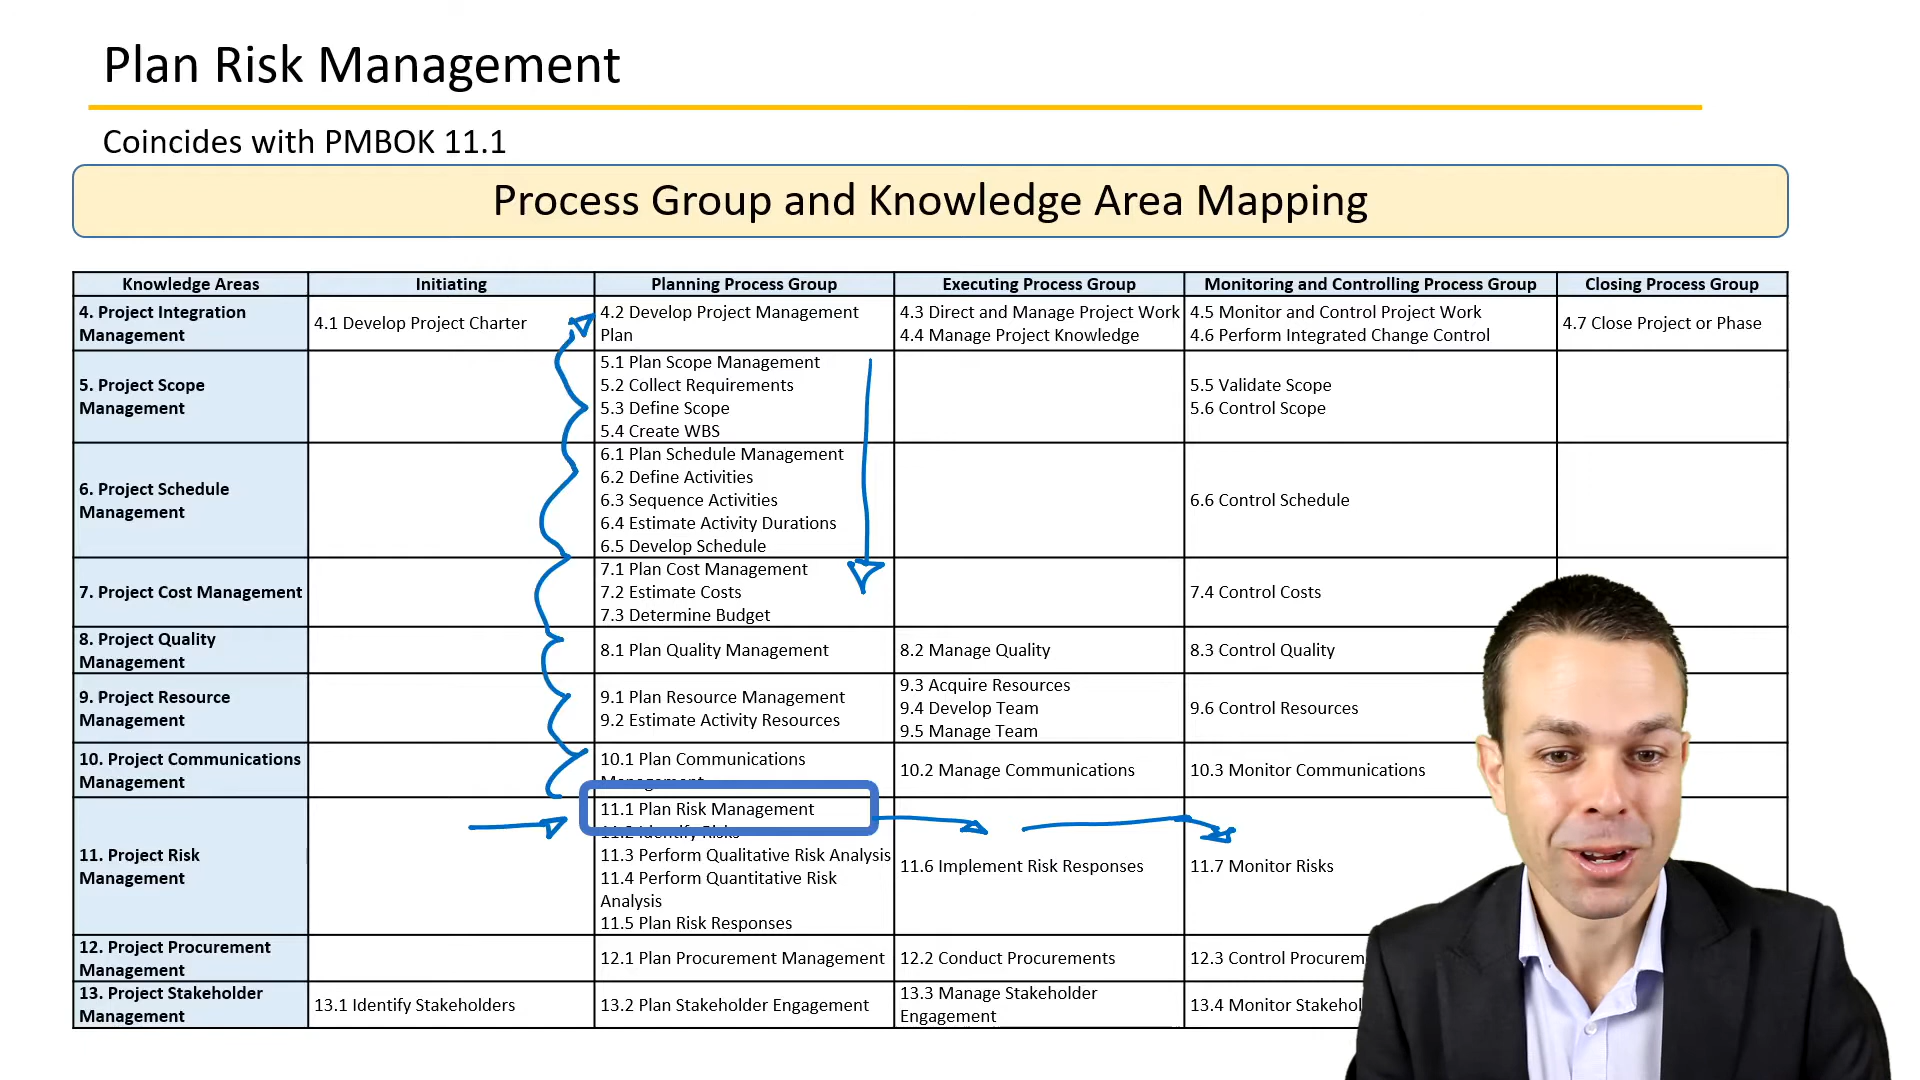 Plan Risk Management
Coincides with PMBOK 11.1
Process Group and Knowledge Area Mapping
Knowledge Areas
Initiating
Planning Process Group
Executing Process Group
Monitoring and Controlling Process Group
Closing Process Group
4. Project Integration
Management
4.1 Develop Project Charter
4.2 Develop Project Management
Plan
4.3 Direct and Manage Project Work
4.4 Manage Project Knowledge
4.5 Monitor and Control Project Work
4.6 Perform Integrated Change Control
4.7 Close Project or Phase
5. Project Scope
Management
5.1 Plan Scope Management
5.2 Collect Requirements
5.3 Define Scope
5.4 Create WBS
5.5 Validate Scope
5.6 Control Scope
6. Project Schedule
Management
6.1 Plan Schedule Management
6.2 Define Activities
6.3 Sequence Activities
6.4 Estimate Activity Durations
6.5 Develop Schedule
6.6 Control Schedule
7. Project Cost Management
7.1 Plan Cost Management
7.2 Estimate Costs
7.3 Determine Budget
7.4 Control Costs
8. Project Quality
Management
8.1 Plan Quality Management
8.2 Manage Quality
8.3 Control Quality
9. Project Resource
Management
9.1 Plan Resource Management
9.2 Estimate Activity Resources
9.3 Acquire Resources
9.4 Develop Team
9.5 Manage Team
9.6 Control Resources
10. Project Communications
Management
10.1 Plan Communications
Management
10.2 Manage Communications
10.3 Monitor Communications
11. Project Risk
Management
11.1 Plan Risk Management
11.2 Identify Risks
11.3 Perform Qualitative Risk Analysis
11.4 Perform Quantitative Risk
Analysis
11.5 Plan Risk Responses
11.6 Implement Risk Responses
11.7 Monitor Risks
12. Project Procurement
Management
12.1 Plan Procurement Management
12.2 Conduct Procurements
12.3 Control Procurem
13. Project Stakeholder
Management
13.1 Identify Stakeholders
13.2 Plan Stakeholder Engagement
13.3 Manage Stakeholder
Engagement
13.4 Monitor Stakehol